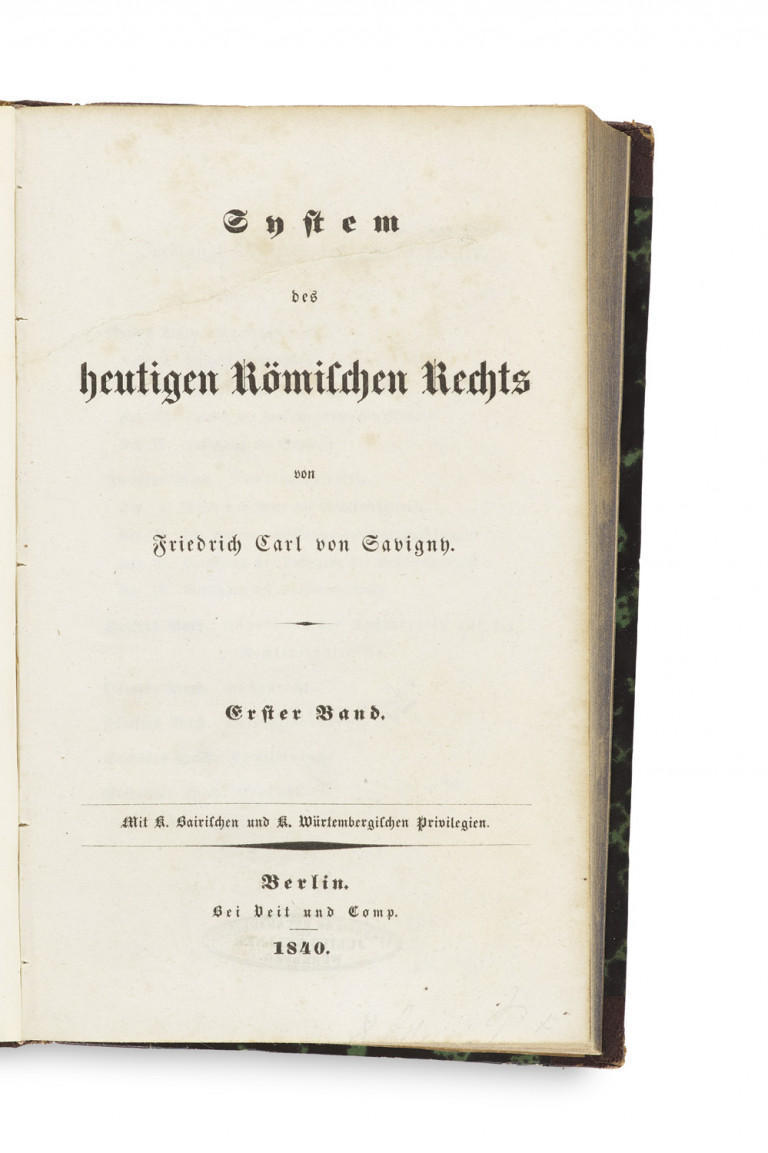 System
des
heutigen Römischen Rechts
von
Friedrich Carl von Savigny.
Erster Band.
Mit K. Bairischen und K. Würtembergischen Privilegien.
Berlin.
Bei Veit und Comp.
1840.